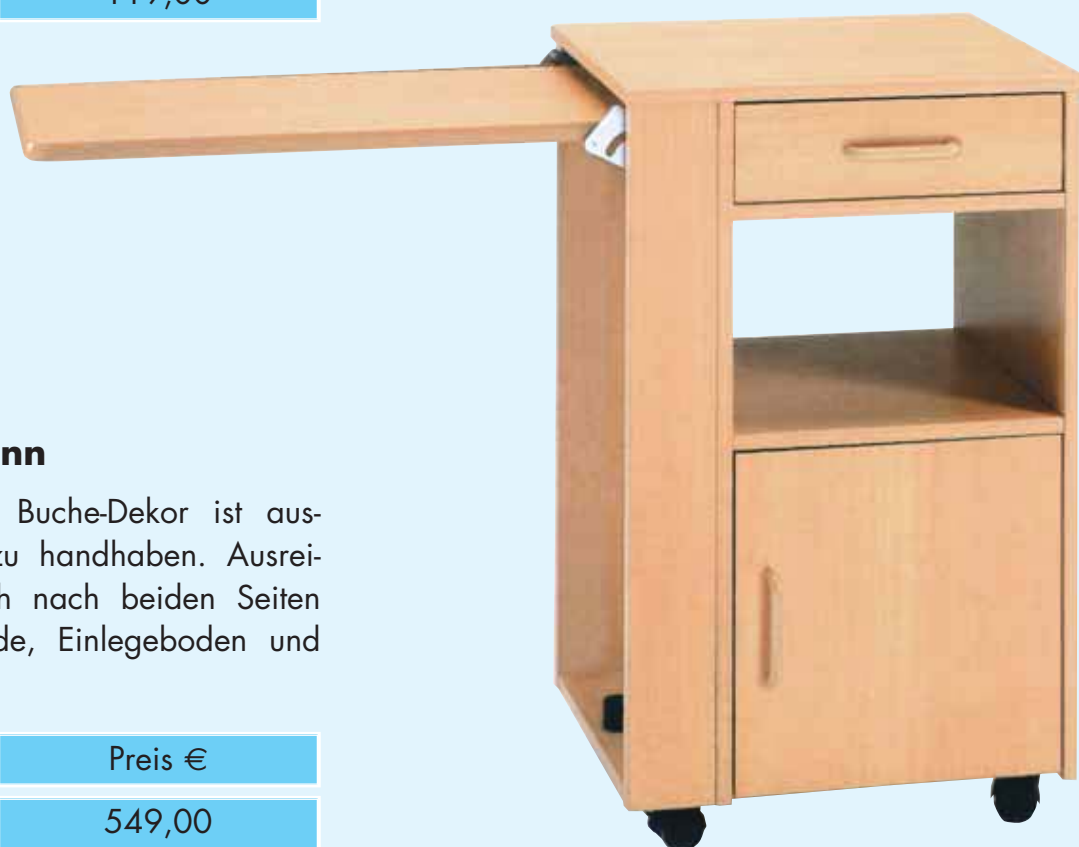 nn
Buche-Dekor ist aus-
zu handhaben. Ausrei-
h nach beiden Seiten
de, Einlegeboden und
Preis €
549,00